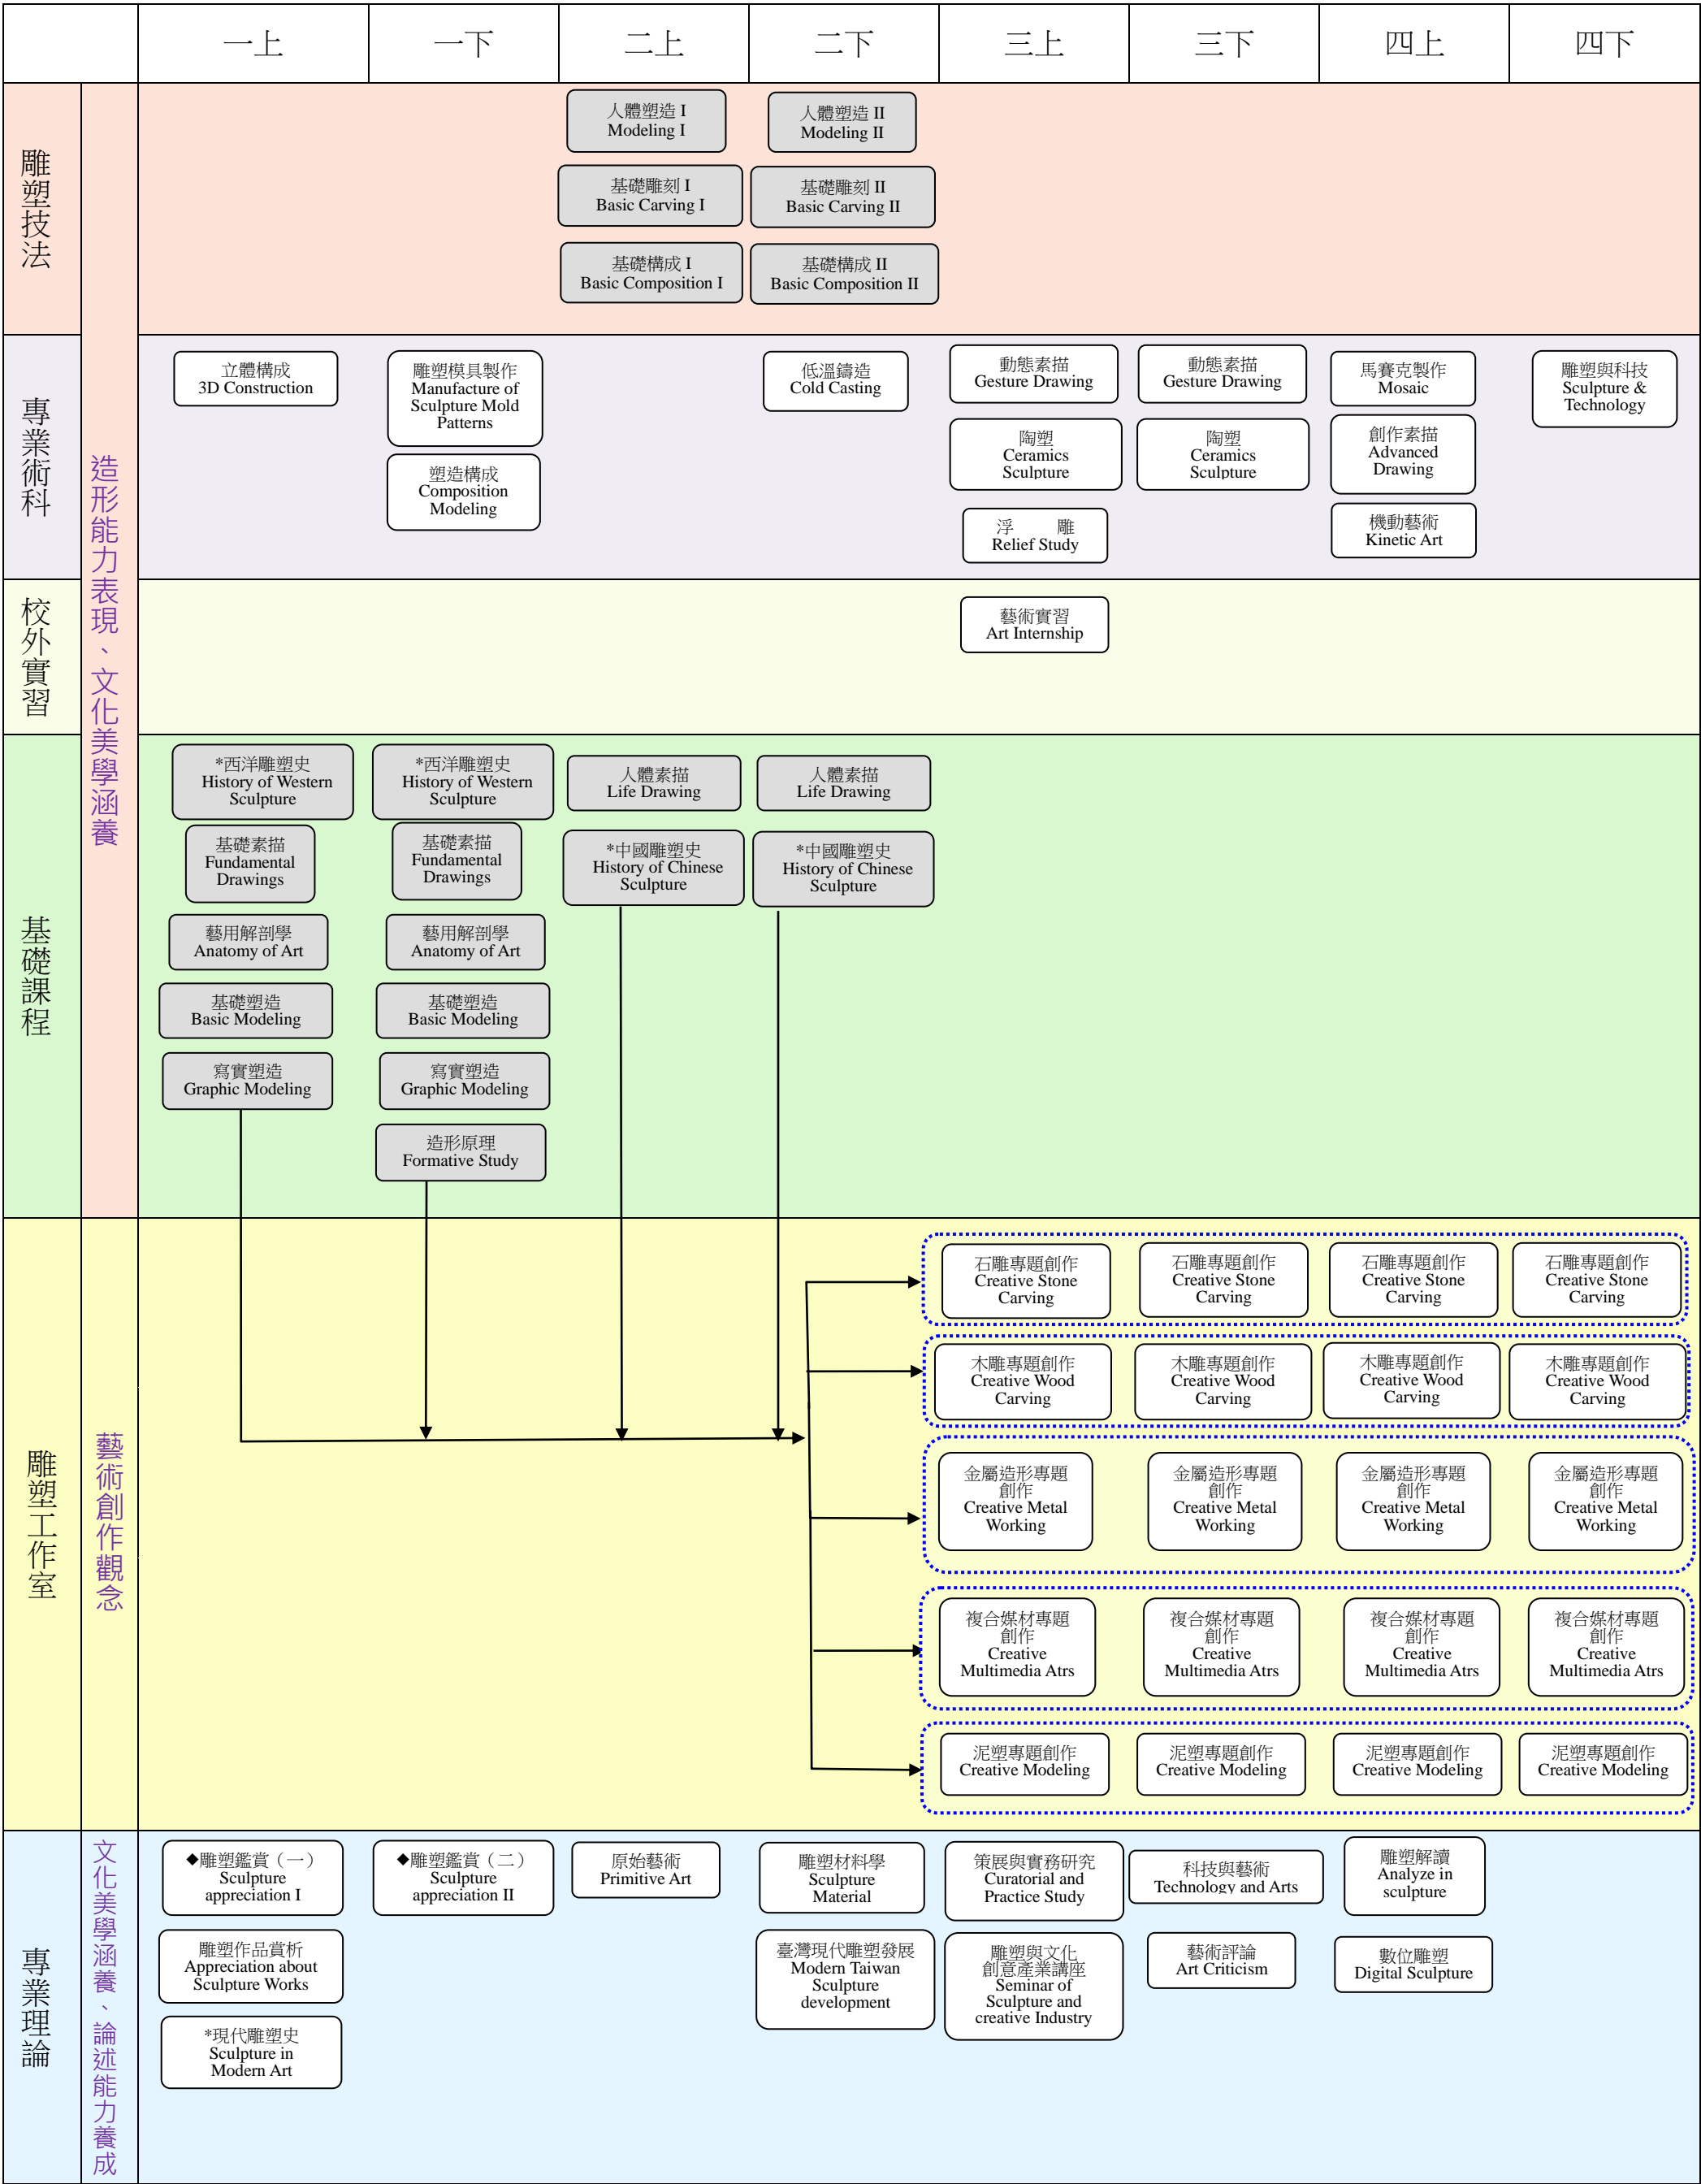 一上
一下
二上
二下
三上
三下
四上
四下
雕塑技法
造形能力表現、文化美學涵養
人體塑造 I
Modeling I
人體塑造 II
Modeling II
基礎雕刻 I
Basic Carving I
基礎雕刻 II
Basic Carving II
基礎構成 I
Basic Composition I
基礎構成 II
Basic Composition II
專業術科
立體構成
3D Construction
雕塑模具製作
Manufacture of
Sculpture Mold
Patterns
塑造構成
Composition
Modeling
低溫鑄造
Cold Casting
動態素描
Gesture Drawing
陶塑
Ceramics
Sculpture
浮 雕
Relief Study
動態素描
Gesture Drawing
陶塑
Ceramics
Sculpture
馬賽克製作
Mosaic
創作素描
Advanced
Drawing
機動藝術
Kinetic Art
雕塑與科技
Sculpture &
Technology
校外實習
藝術實習
Art Internship
基礎課程
*西洋雕塑史
History of Western
Sculpture
基礎素描
Fundamental
Drawings
藝用解剖學
Anatomy of Art
基礎塑造
Basic Modeling
寫實塑造
Graphic Modeling
*西洋雕塑史
History of Western
Sculpture
基礎素描
Fundamental
Drawings
藝用解剖學
Anatomy of Art
基礎塑造
Basic Modeling
寫實塑造
Graphic Modeling
造形原理
Formative Study
人體素描
Life Drawing
*中國雕塑史
History of Chinese
Sculpture
人體素描
Life Drawing
*中國雕塑史
History of Chinese
Sculpture
雕塑工作室
藝術創作觀念
石雕專題創作
Creative Stone
Carving
石雕專題創作
Creative Stone
Carving
石雕專題創作
Creative Stone
Carving
石雕專題創作
Creative Stone
Carving
木雕專題創作
Creative Wood
Carving
木雕專題創作
Creative Wood
Carving
木雕專題創作
Creative Wood
Carving
木雕專題創作
Creative Wood
Carving
金屬造形專題
創作
Creative Metal
Working
金屬造形專題
創作
Creative Metal
Working
金屬造形專題
創作
Creative Metal
Working
金屬造形專題
創作
Creative Metal
Working
複合媒材專題
創作
Creative
Multimedia Atrs
複合媒材專題
創作
Creative
Multimedia Atrs
複合媒材專題
創作
Creative
Multimedia Atrs
複合媒材專題
創作
Creative
Multimedia Atrs
泥塑專題創作
Creative Modeling
泥塑專題創作
Creative Modeling
泥塑專題創作
Creative Modeling
泥塑專題創作
Creative Modeling
專業理論
文化美學涵養、論述能力養成
◆雕塑鑑賞（一）
Sculpture
appreciation I
雕塑作品賞析
Appreciation about
Sculpture Works
*現代雕塑史
Sculpture in
Modern Art
◆雕塑鑑賞（二）
Sculpture
appreciation II
原始藝術
Primitive Art
雕塑材料學
Sculpture
Material
臺灣現代雕塑發展
Modern Taiwan
Sculpture
development
策展與實務研究
Curatorial and
Practice Study
雕塑與文化
創意產業講座
Seminar of
Sculpture and
creative Industry
科技與藝術
Technology and Arts
藝術評論
Art Criticism
雕塑解讀
Analyze in
sculpture
數位雕塑
Digital Sculpture